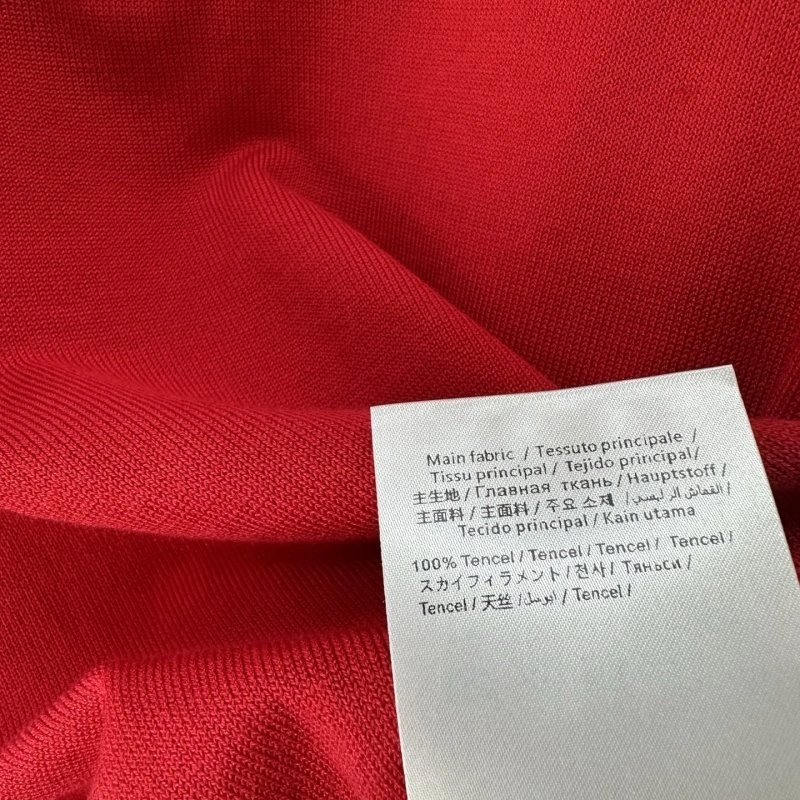 Main fabric / Tessuto principale /
Tissu principal / Tejido principal/
主生地 / Главная ткань / Hauptstoff /
主面料 / 主面料 / 주요 소재 / القماش الرئيسي /
Tecido principal / Kain utama
100% Tencel / Tencel / Tencel / Tencel /
スカイフィラメント / 천사 / Тяньси /
Tencel / 天丝 / / Tencel /